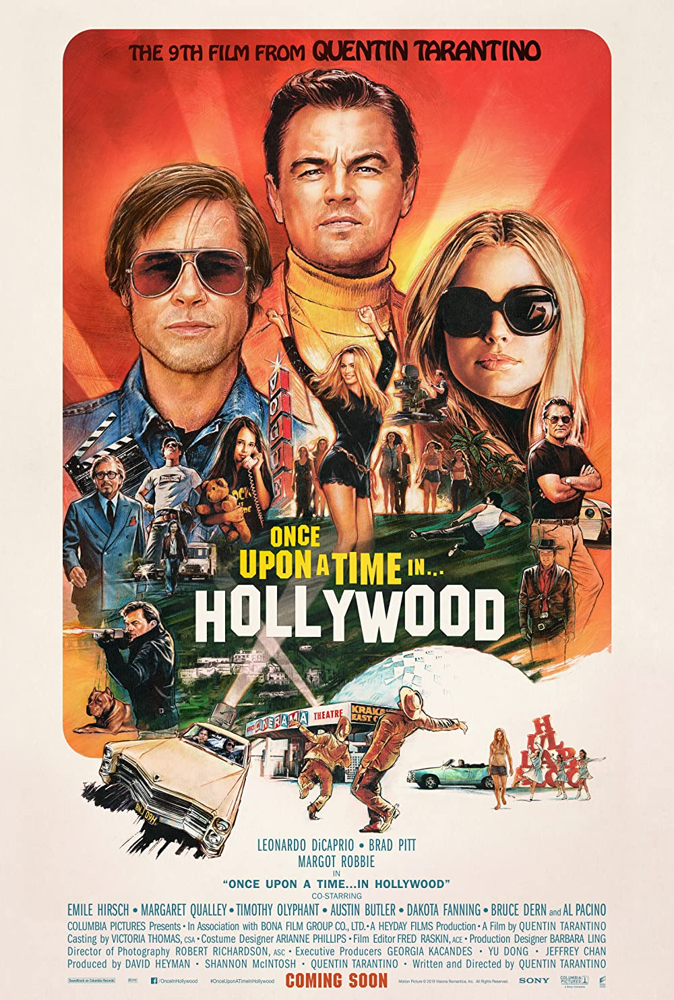 THE 9TH FILM FROM QUENTIN TARANTINO
ONCE
UPON A TIME IN...
HOLLYWOOD
CINERAMA THEATRE
KRAKA
EAST O
LEONARDO DiCAPRIO • BRAD PITT
MARGOT ROBBIE
IN
"ONCE UPON A TIME...IN HOLLYWOOD"
CO-STARRING
EMILE HIRSCH • MARGARET QUALLEY • TIMOTHY OLYPHANT • AUSTIN BUTLER • DAKOTA FANNING • BRUCE DERN and AL PACINO
COLUMBIA PICTURES Presents • In Association with BONA FILM GROUP CO., LTD. • A HEYDAY FILMS Production • A Film by QUENTIN TARANTINO
Casting by VICTORIA THOMAS, CSA • Costume Designer ARIANNE PHILLIPS • Film Editor FRED RASKIN, ACE • Production Designer BARBARA LING
Director of Photography ROBERT RICHARDSON, ASC • Executive Producers GEORGIA KACANDES • YU DONG • JEFFREY CHAN
Produced by DAVID HEYMAN • SHANNON McINTOSH • QUENTIN TARANTINO • Written and Directed by QUENTIN TARANTINO
Soundtrack on Columbia Records /OnceInHollywood #OnceUponATimeInHollywood COMING SOON Motion Picture © 2019 Visiona Romantica, Inc. All Rights Reserved. SONY COLUMBIA PICTURES a Sony Company